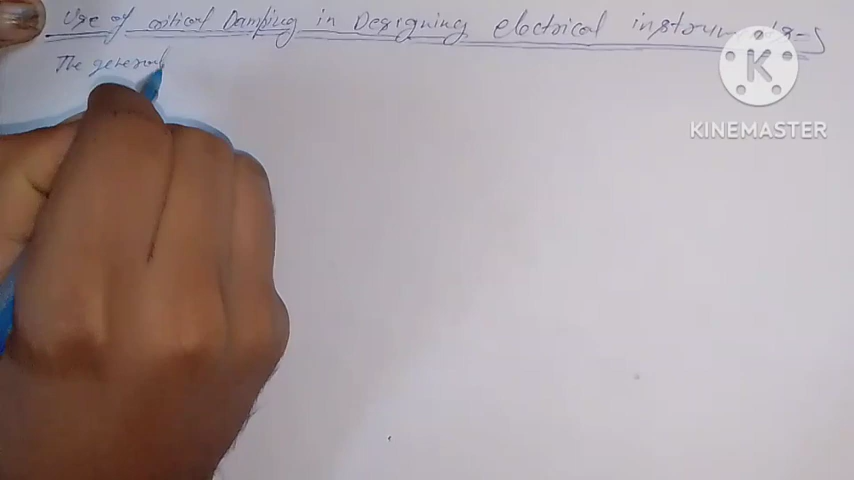 Use of critical Damping in Designing electrical instruments-s
The general
K
KINEMASTER